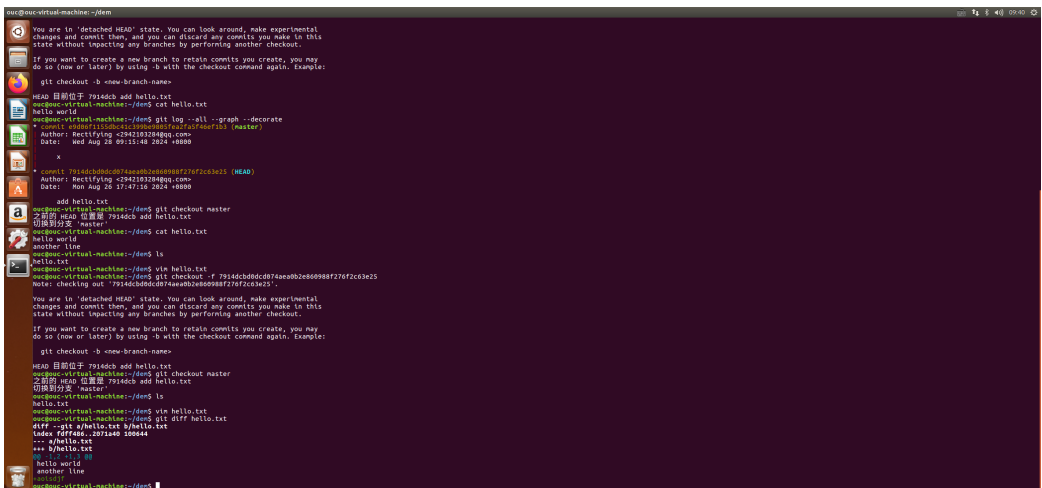 ouc@ouc-virtual-machine: ~/dem
09:40
You are in 'detached HEAD' state. You can look around, make experimental
changes and commit them, and you can discard any commits you make in this
state without impacting any branches by performing another checkout.
If you want to create a new branch to retain commits you create, you may
do so (now or later) by using -b with the checkout command again. Example:
git checkout -b <new-branch-name>
HEAD 目前位于 7914dcb add hello.txt
ouc@ouc-virtual-machine:~/dem$ cat hello.txt
hello world
ouc@ouc-virtual-machine:~/dem$ git log --all --graph --decorate
* commit e9d06f1155dbc41c399be9805fea2fa5f46ef1b3 (master)
Author: Rectifying <2942103284@qq.com>
Date: Wed Aug 28 09:15:48 2024 +0800
x
* commit 7914dcbd0dcd074aea0b2e860988f276f2c63e25 (HEAD)
Author: Rectifying <2942103284@qq.com>
Date: Mon Aug 26 17:47:16 2024 +0800
add hello.txt
ouc@ouc-virtual-machine:~/dem$ git checkout master
之前的 HEAD 位置是 7914dcb add hello.txt
切换到分支 'master'
ouc@ouc-virtual-machine:~/dem$ cat hello.txt
hello world
another line
ouc@ouc-virtual-machine:~/dem$ ls
hello.txt
ouc@ouc-virtual-machine:~/dem$ vim hello.txt
ouc@ouc-virtual-machine:~/dem$ git checkout -f 7914dcbd0dcd074aea0b2e860988f276f2c63e25
Note: checking out '7914dcbd0dcd074aea0b2e860988f276f2c63e25'.
You are in 'detached HEAD' state. You can look around, make experimental
changes and commit them, and you can discard any commits you make in this
state without impacting any branches by performing another checkout.
If you want to create a new branch to retain commits you create, you may
do so (now or later) by using -b with the checkout command again. Example:
git checkout -b <new-branch-name>
HEAD 目前位于 7914dcb add hello.txt
ouc@ouc-virtual-machine:~/dem$ git checkout master
之前的 HEAD 位置是 7914dcb add hello.txt
切换到分支 'master'
ouc@ouc-virtual-machine:~/dem$ ls
hello.txt
ouc@ouc-virtual-machine:~/dem$ vim hello.txt
ouc@ouc-virtual-machine:~/dem$ git diff hello.txt
diff --git a/hello.txt b/hello.txt
index fdff486..2071a40 100644
--- a/hello.txt
+++ b/hello.txt
@@ -1,2 +1,3 @@
hello world
another line
+aoisdjf
ouc@ouc-virtual-machine:~/dem$